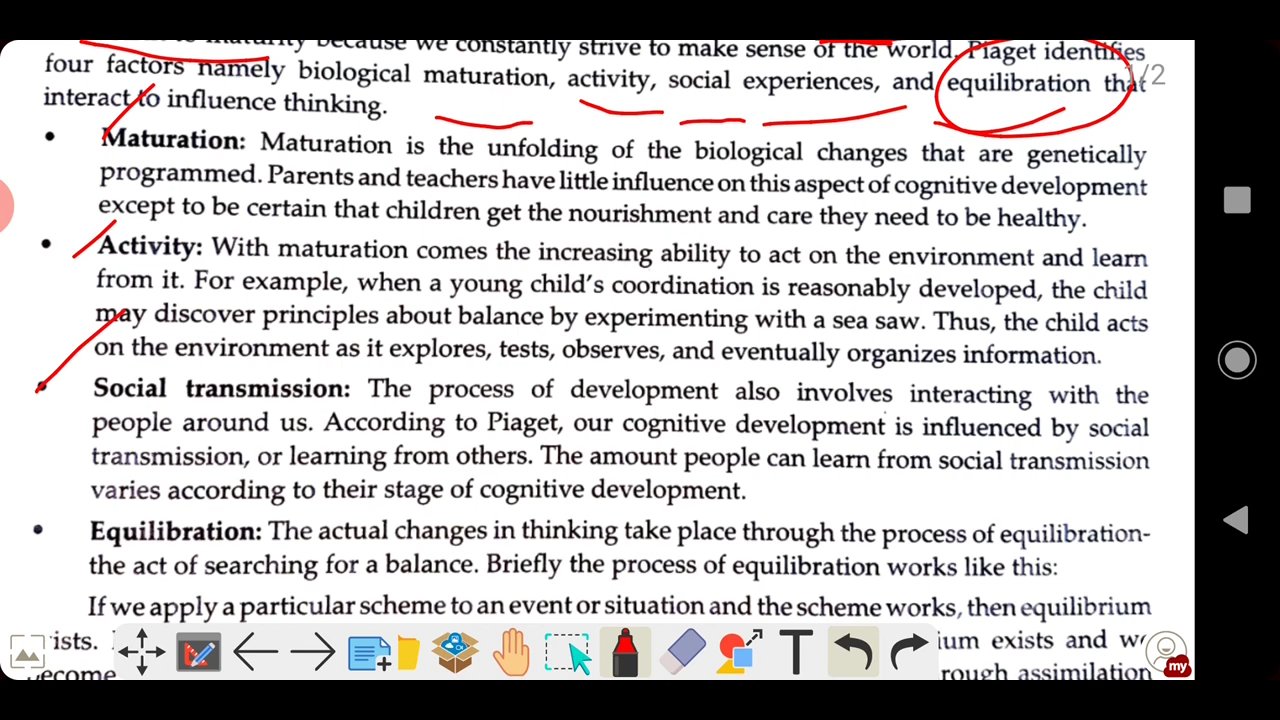 to maturity because we constantly strive to make sense of the world. Piaget identifies
four factors namely biological maturation, activity, social experiences, and equilibration that
1/2
interact to influence thinking.
• Maturation: Maturation is the unfolding of the biological changes that are genetically
programmed. Parents and teachers have little influence on this aspect of cognitive development
except to be certain that children get the nourishment and care they need to be healthy.
• Activity: With maturation comes the increasing ability to act on the environment and learn
from it. For example, when a young child's coordination is reasonably developed, the child
may discover principles about balance by experimenting with a sea saw. Thus, the child acts
on the environment as it explores, tests, observes, and eventually organizes information.
• Social transmission: The process of development also involves interacting with the
people around us. According to Piaget, our cognitive development is influenced by social
transmission, or learning from others. The amount people can learn from social transmission
varies according to their stage of cognitive development.
• Equilibration: The actual changes in thinking take place through the process of equilibration-
the act of searching for a balance. Briefly the process of equilibration works like this:
If we apply a particular scheme to an event or situation and the scheme works, then equilibrium
exists and
T
my